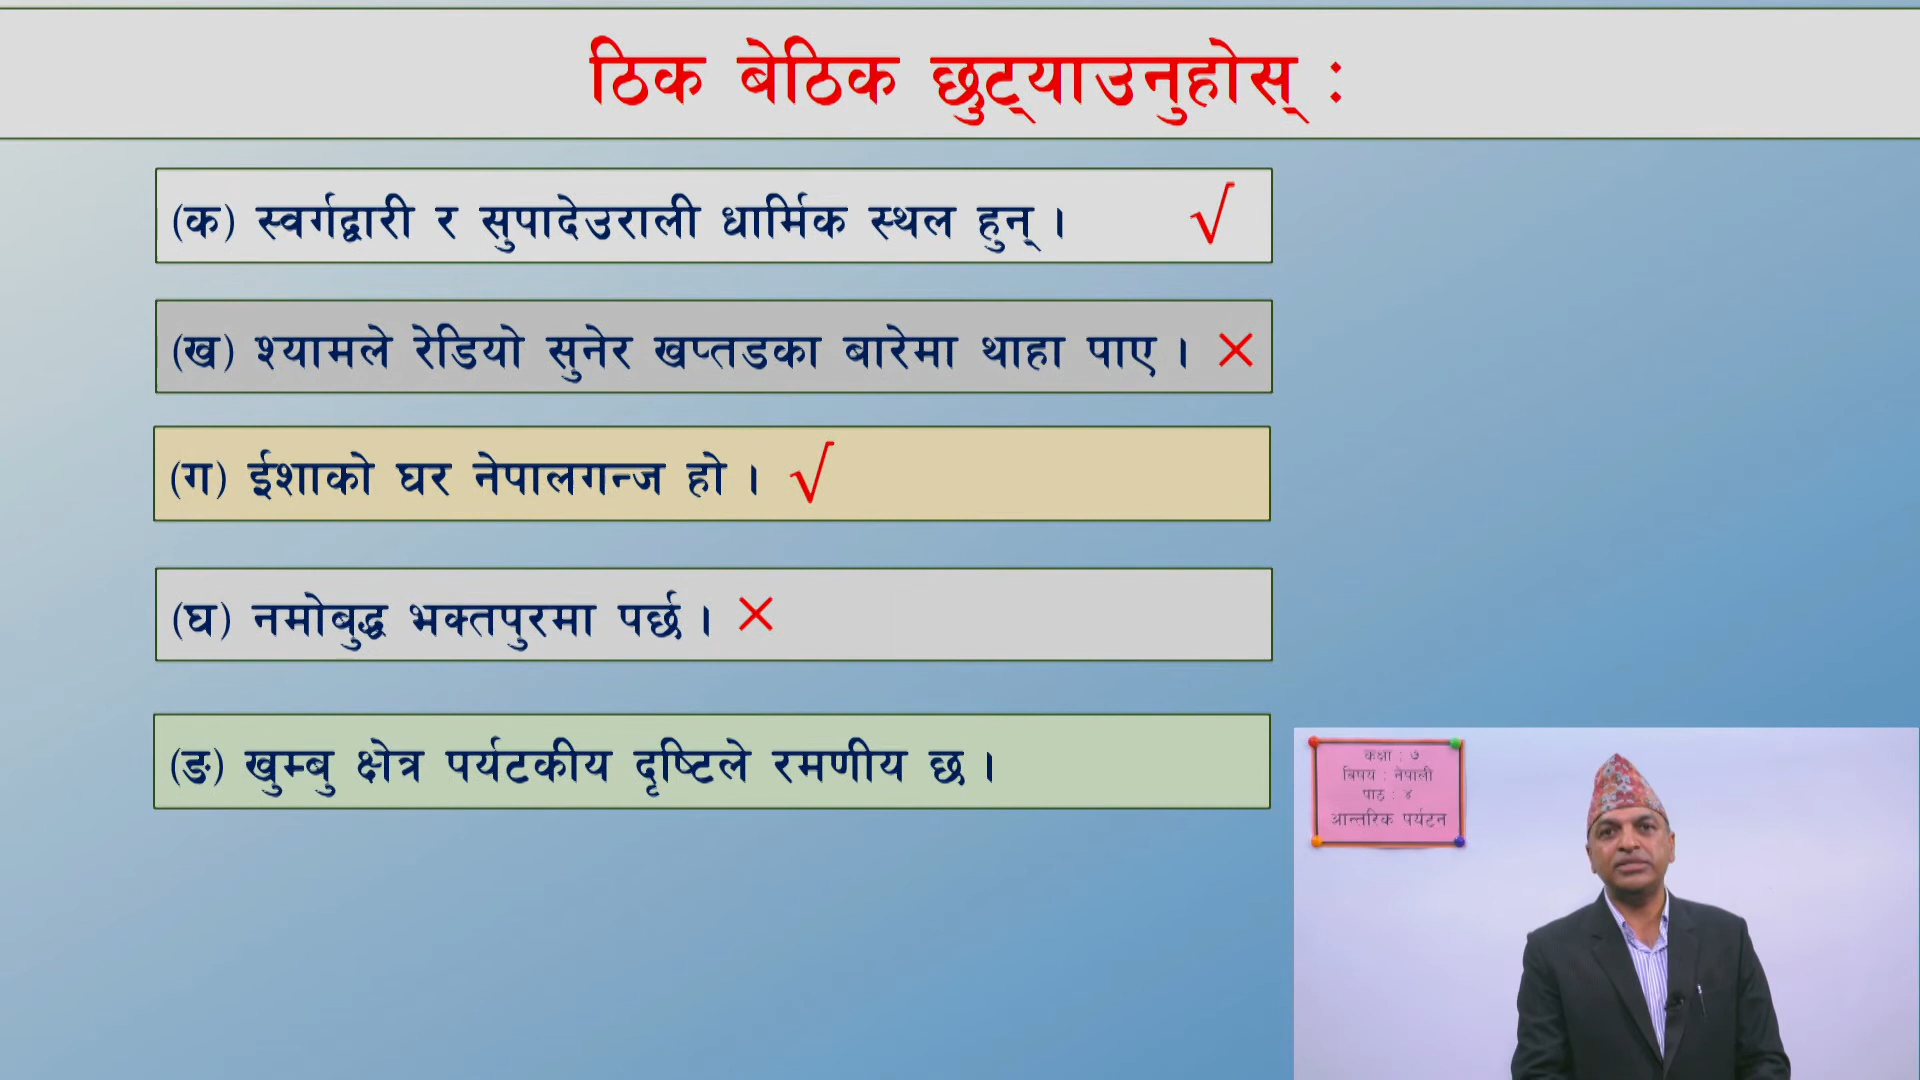 ठिक बेठिक छुट्याउनुहोस् :
(क) स्वर्गद्वारी र सुपादेउराली धार्मिक स्थल हुन् । √
(ख) श्यामले रेडियो सुनेर खप्तडका बारेमा थाहा पाए । ×
(ग) ईशाको घर नेपालगन्ज हो । √
(घ) नमोबुद्ध भक्तपुरमा पर्छ । ×
(ङ) खुम्बु क्षेत्र पर्यटकीय दृष्टिले रमणीय छ ।
कक्षा : ७
विषय : नेपाली
पाठ : ४
आन्तरिक पर्यटन